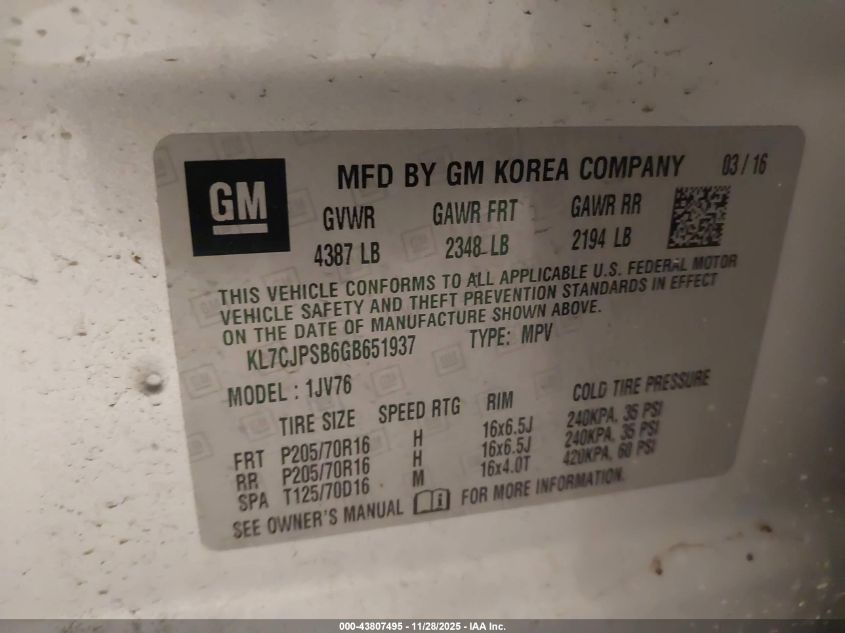 GM
MFD BY GM KOREA COMPANY 03/16
GVWR GAWR FRT GAWR RR
4387 LB 2348 LB 2194 LB
THIS VEHICLE CONFORMS TO ALL APPLICABLE U.S. FEDERAL MOTOR
VEHICLE SAFETY AND THEFT PREVENTION STANDARDS IN EFFECT
ON THE DATE OF MANUFACTURE SHOWN ABOVE.
KL7CJPSB6GB651937 TYPE: MPV
MODEL : 1JV76
TIRE SIZE SPEED RTG RIM COLD TIRE PRESSURE
FRT P205/70R16 H 16x6.5J 240KPA, 35 PSI
RR P205/70R16 H 16x6.5J 240KPA, 35 PSI
SPA T125/70D16 M 16x4.0T 420KPA, 60 PSI
SEE OWNER'S MANUAL FOR MORE INFORMATION.
000-43807495 - 11/28/2025 - IAA Inc.